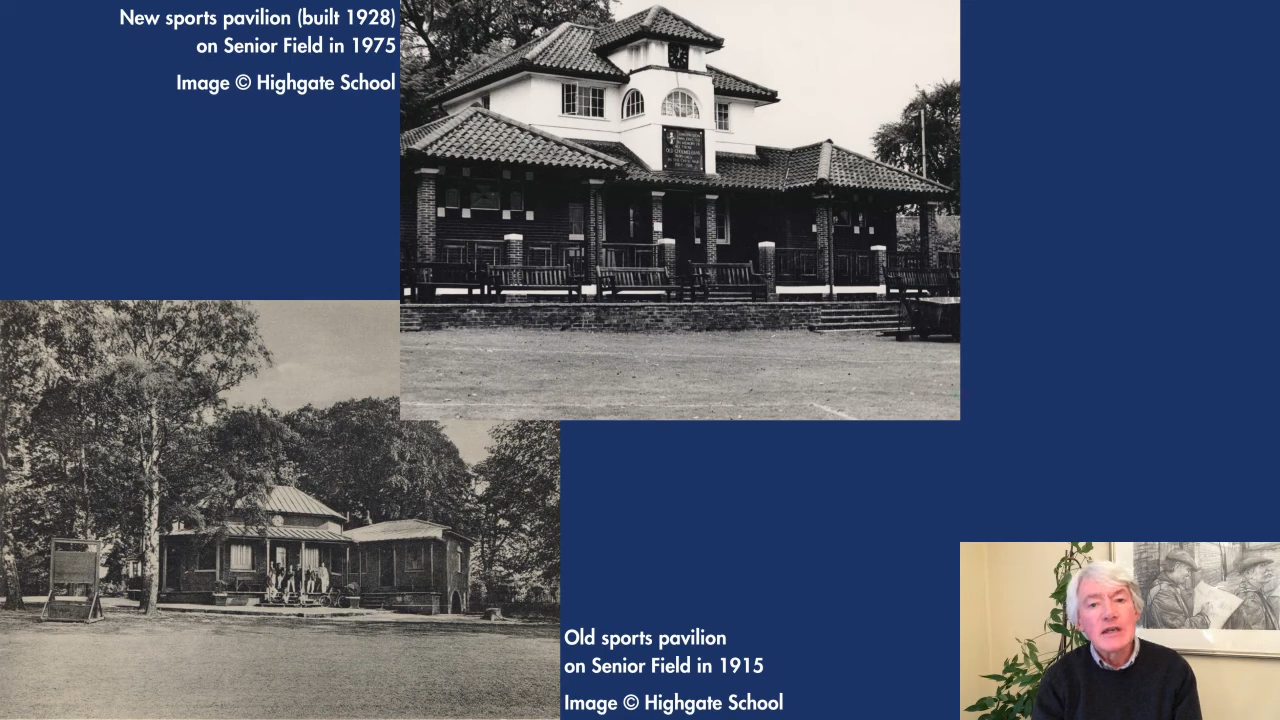 New sports pavilion (built 1928)
on Senior Field in 1975
Image © Highgate School
Old sports pavilion
on Senior Field in 1915
Image © Highgate School